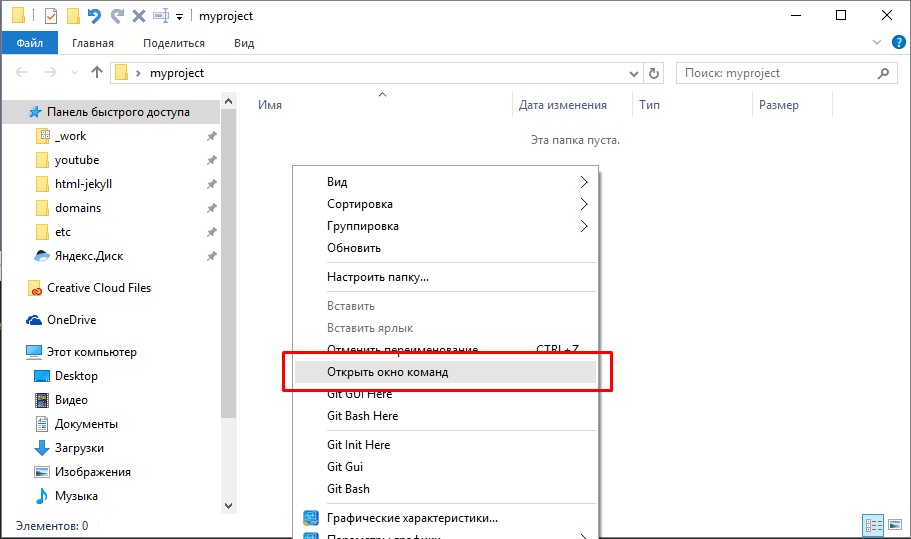 myproject
Файл Главная Поделиться Вид
myproject
Поиск: myproject
Имя Дата изменения Тип Размер
Эта папка пуста.
Панель быстрого доступа
_work
youtube
html-jekyll
domains
etc
Яндекс.Диск
Creative Cloud Files
OneDrive
Этот компьютер
Desktop
Видео
Документы
Загрузки
Изображения
Музыка
Вид
Сортировка
Группировка
Обновить
Настроить папку...
Вставить
Вставить ярлык
Отменить переименование CTRL+Z
Открыть окно команд
Git GUI Here
Git Bash Here
Git Init Here
Git Gui
Git Bash
Графические характеристики...
Параметры графики
Элементов: 0